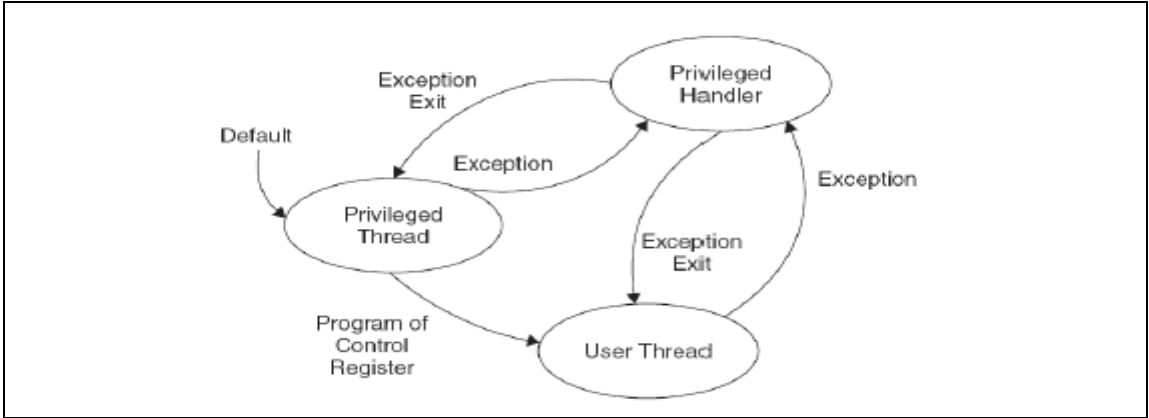 Privileged
Handler
Exception
Exit
Default
Exception
Exception
Privileged
Thread
Exception
Exit
Program of
Control
Register
User Thread